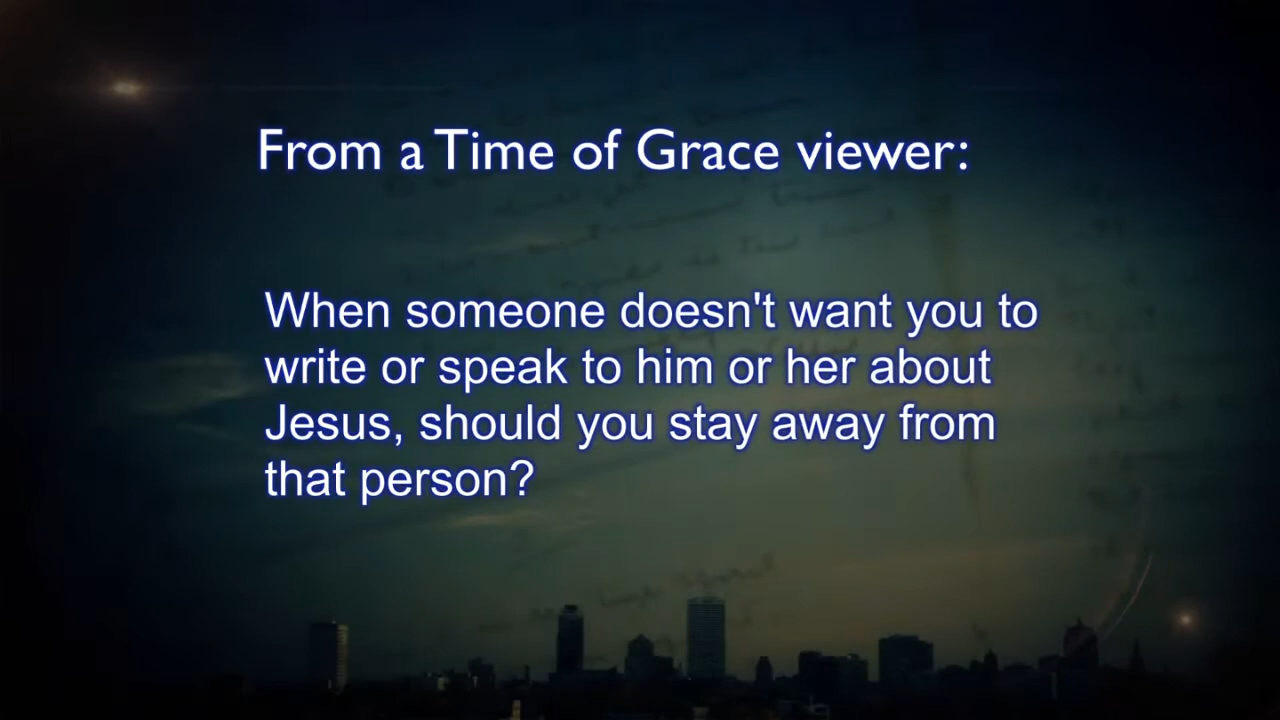 From a Time of Grace viewer:
When someone doesn't want you to
write or speak to him or her about
Jesus, should you stay away from
that person?